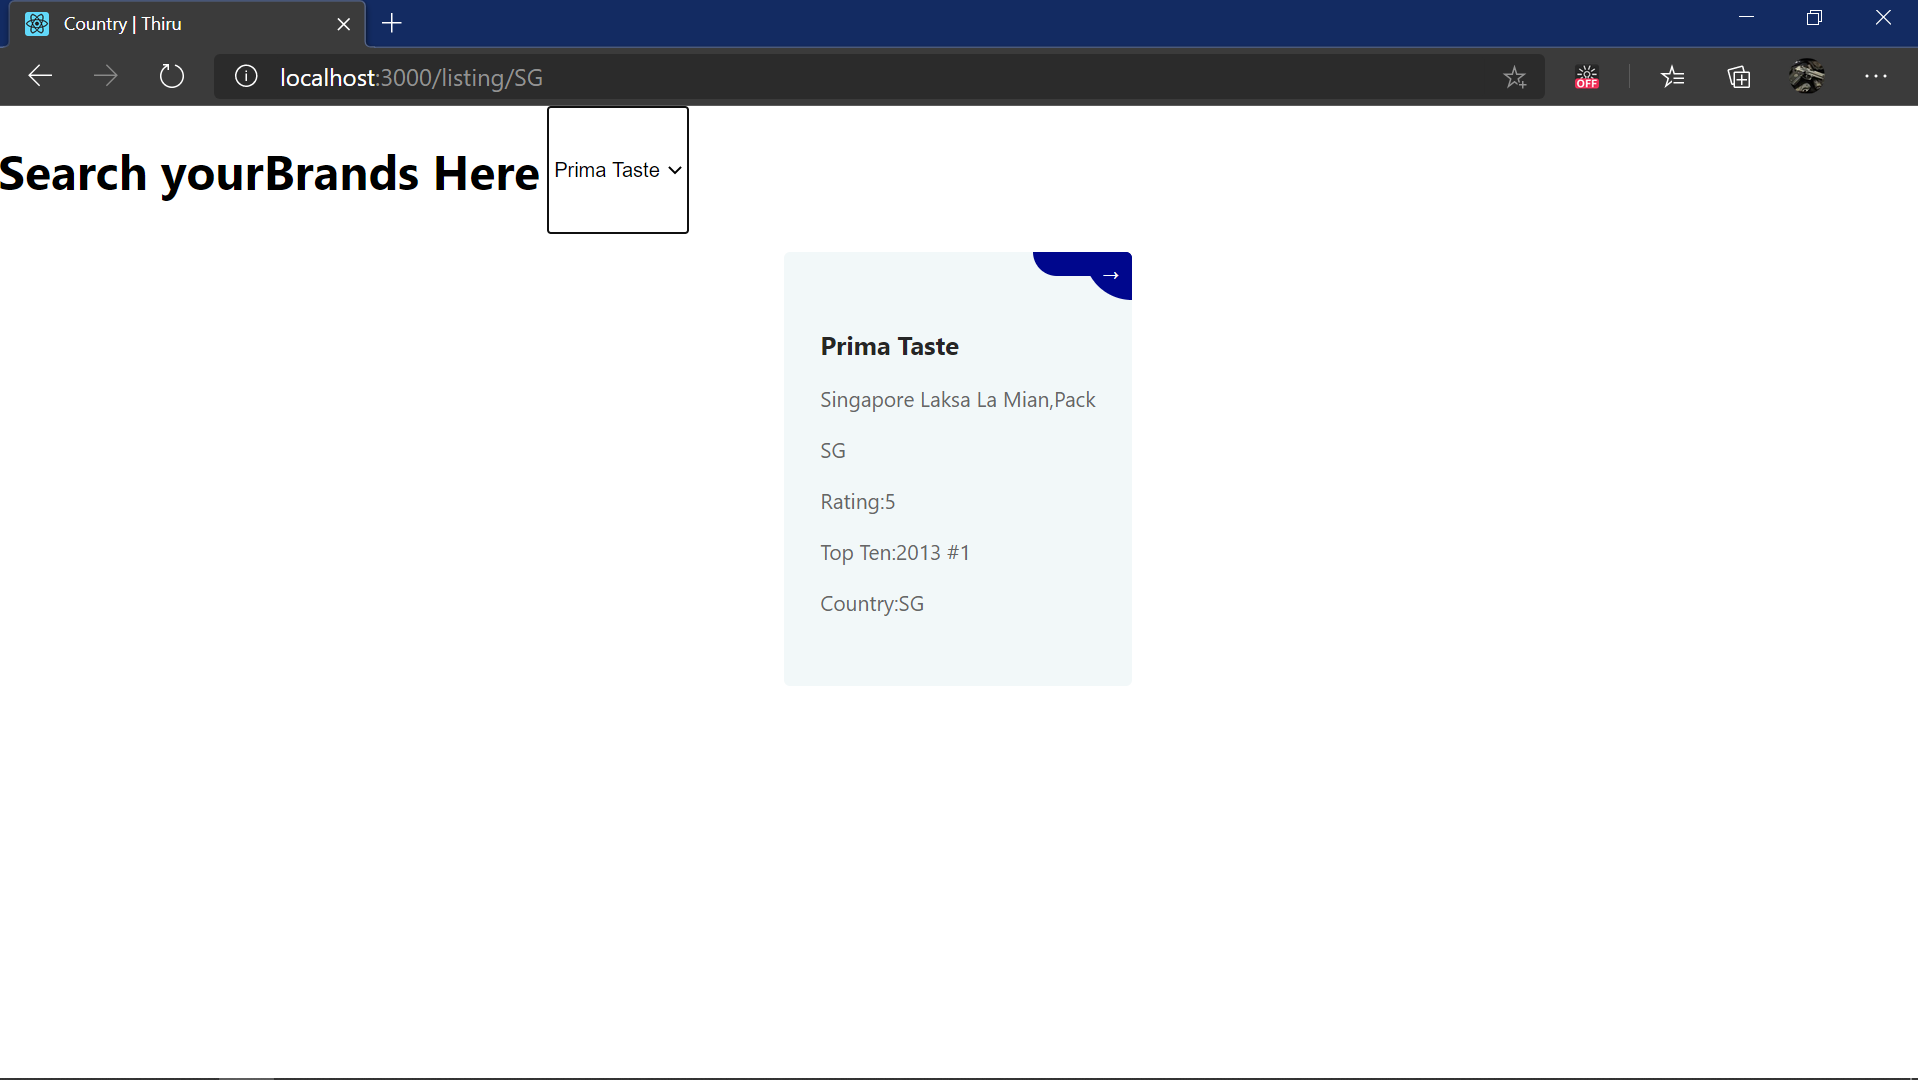 Country | Thiru
localhost:3000/listing/SG
OFF
Search yourBrands Here
Prima Taste
→
Prima Taste
Singapore Laksa La Mian,Pack
SG
Rating:5
Top Ten:2013 #1
Country:SG